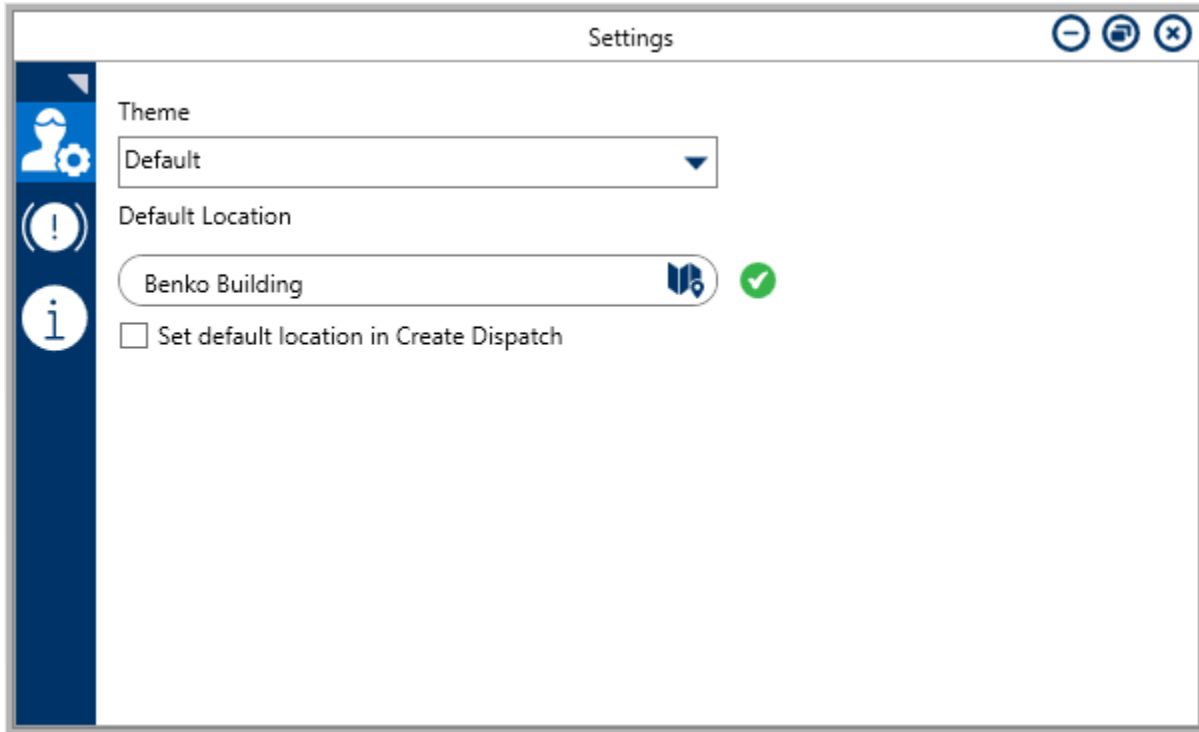 Settings
Theme
Default
Default Location
Benko Building
Set default location in Create Dispatch